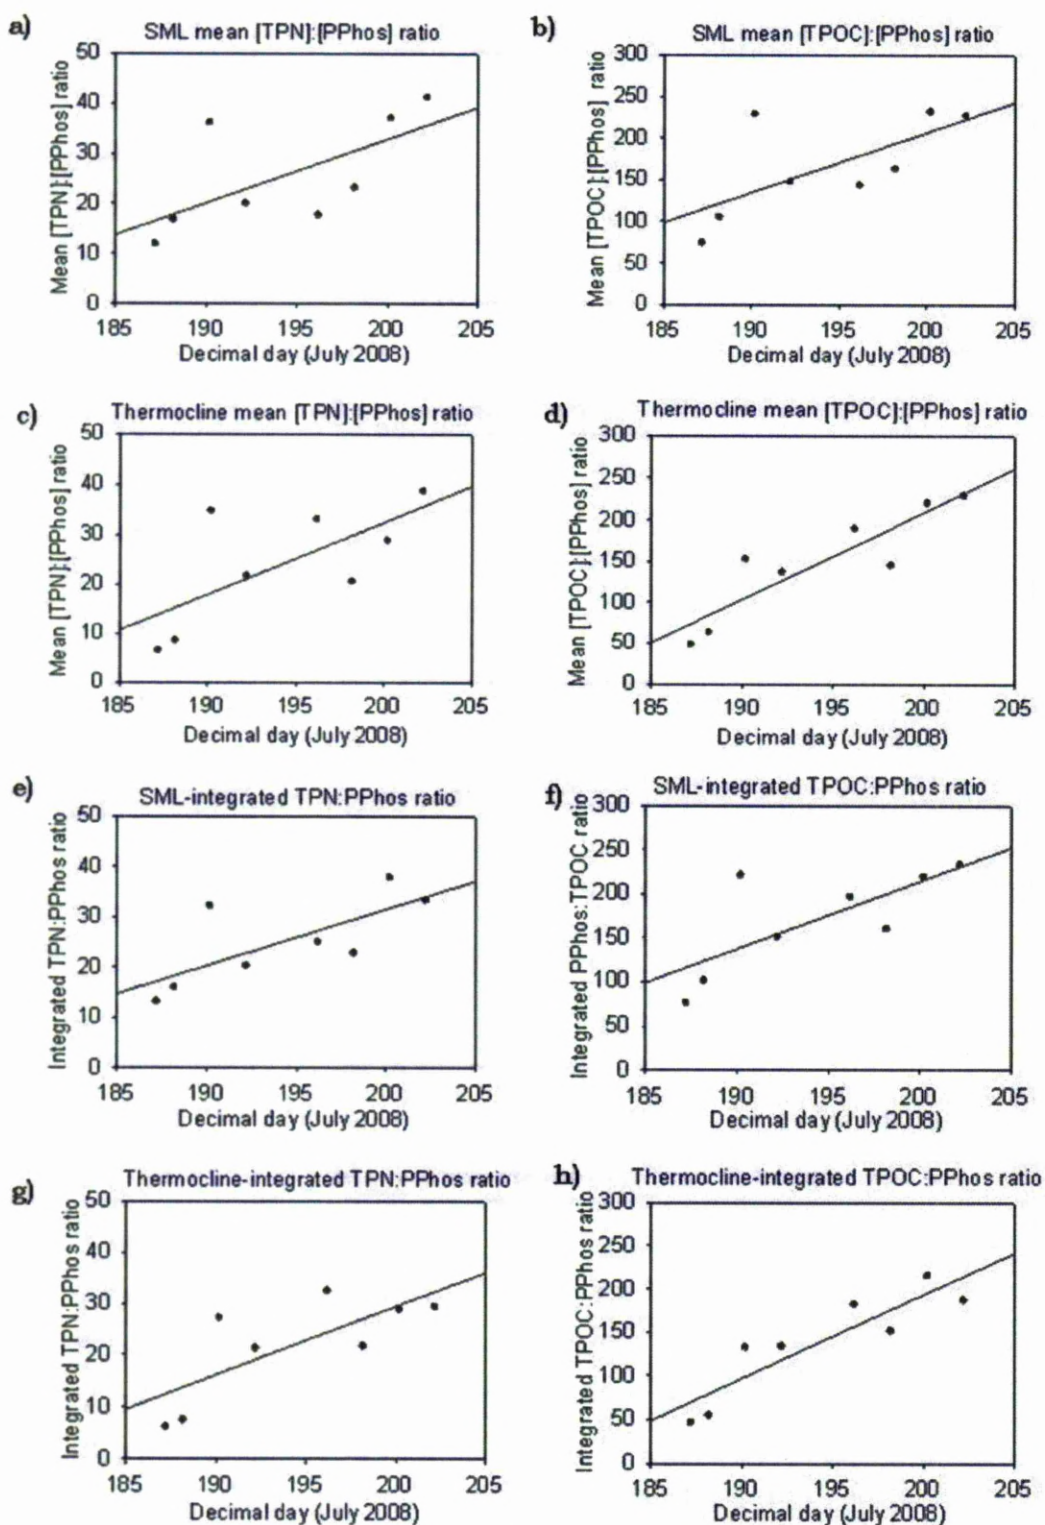 a)
SML mean [TPN]:[PPhos] ratio
Mean [TPN]:[PPhos] ratio
50
40
30
20
10
0
185 190 195 200 205
Decimal day (July 2008)
b)
SML mean [TPOC]:[PPhos] ratio
Mean [TPOC]:[PPhos] ratio
300
250
200
150
100
50
0
185 190 195 200 205
Decimal day (July 2008)
c)
Thermocline mean [TPN]:[PPhos] ratio
Mean [TPN]:[PPhos] ratio
50
40
30
20
10
0
185 190 195 200 205
Decimal day (July 2008)
d)
Thermocline mean [TPOC]:[PPhos] ratio
Mean [TPOC]:[PPhos] ratio
300
250
200
150
100
50
0
185 190 195 200 205
Decimal day (July 2008)
e)
SML-integrated TPN:PPhos ratio
Integrated TPN:PPhos ratio
50
40
30
20
10
0
185 190 195 200 205
Decimal day (July 2008)
f)
SML-integrated TPOC:PPhos ratio
Integrated PPhos:TPOC ratio
300
250
200
150
100
50
0
185 190 195 200 205
Decimal day (July 2008)
g)
Thermocline-integrated TPN:PPhos ratio
Integrated TPN:PPhos ratio
50
40
30
20
10
0
185 190 195 200 205
Decimal day (July 2008)
h)
Thermocline-integrated TPOC:PPhos ratio
Integrated TPOC:PPhos ratio
300
250
200
150
100
50
0
185 190 195 200 205
Decimal day (July 2008)